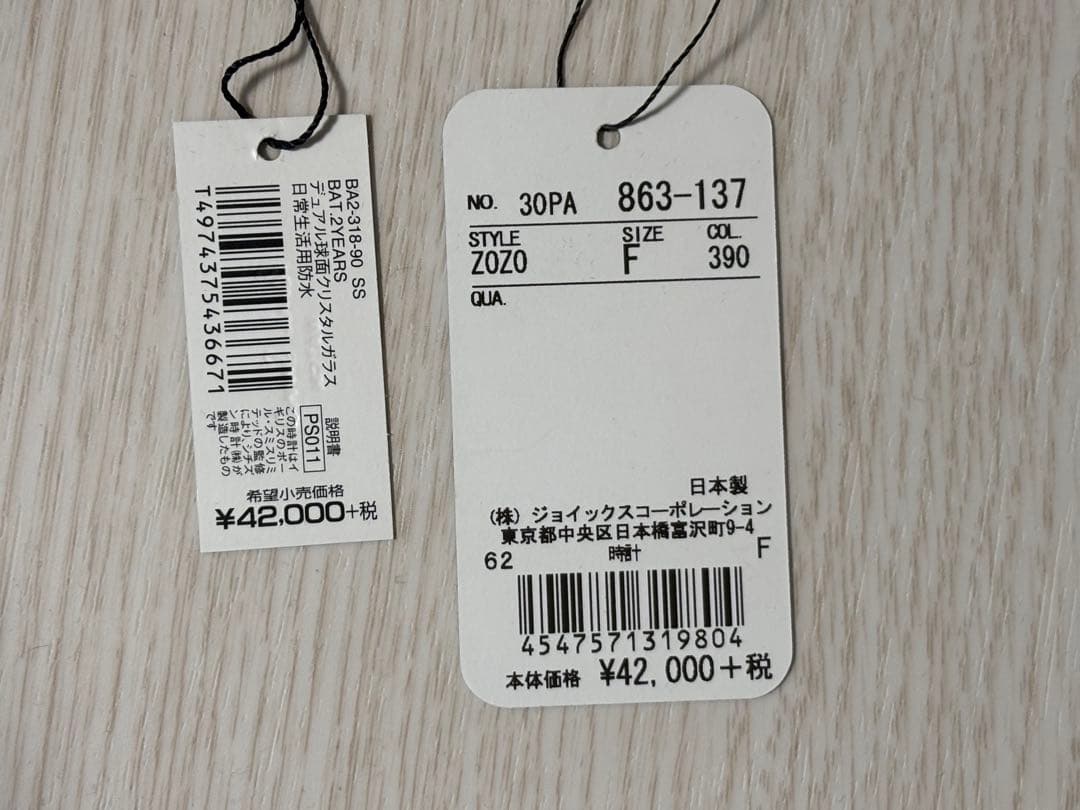 BA2-318-90 SS
BAT.2YEARS
デュアル球面クリスタルガラス
日常生活用防水
T4974375436671
説明書
PS011
この時計はイ
ギリスのポー
ル・スミスリミ
テッドの監修
により、シチズ
ン時計(株)が
製造したもの
です
希望小売価格
¥42,000+税
NO. 30PA 863-137
STYLE SIZE COL.
ZOZO F 390
QUA.
日本製
(株) ジョイックスコーポレーション
東京都中央区日本橋富沢町9-4
62 時計 F
4547571319804
本体価格 ¥42,000+税